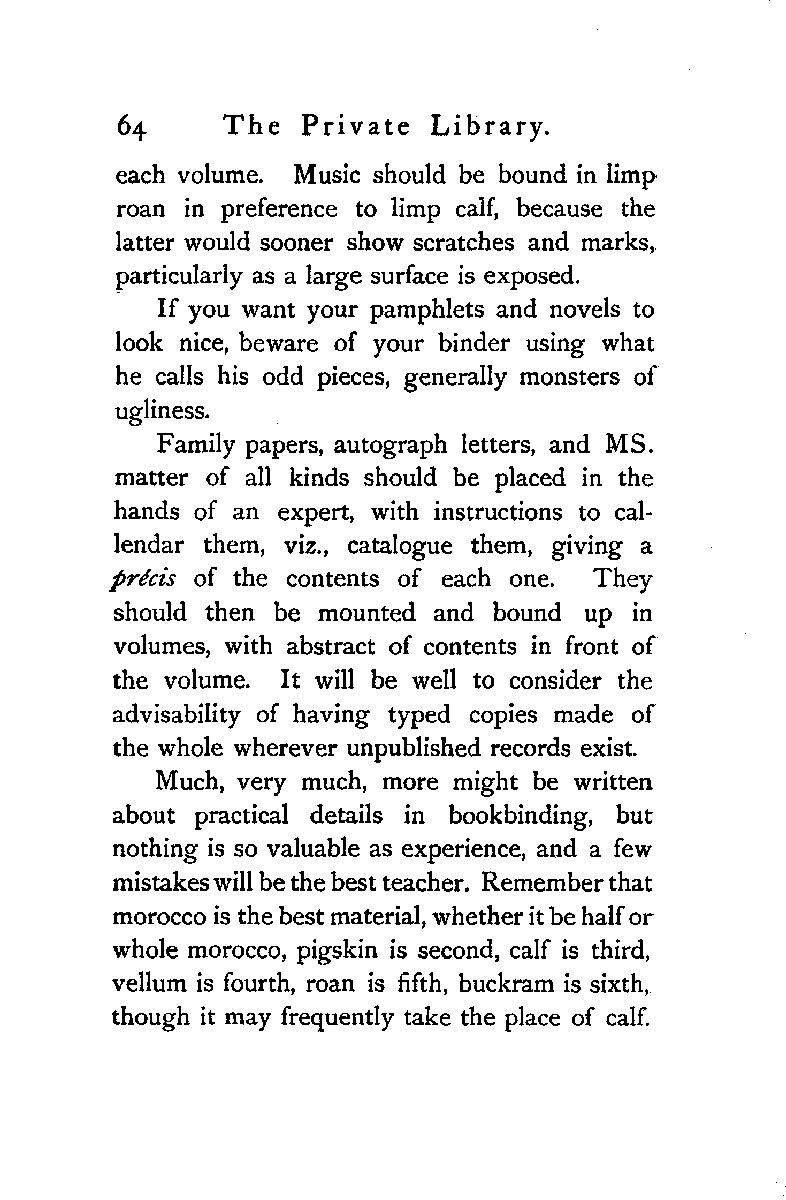 64 The Private Library.
each volume. Music should be bound in limp
roan in preference to limp calf, because the
latter would sooner show scratches and marks,
particularly as a large surface is exposed.
If you want your pamphlets and novels to
look nice, beware of your binder using what
he calls his odd pieces, generally monsters of
ugliness.
Family papers, autograph letters, and MS.
matter of all kinds should be placed in the
hands of an expert, with instructions to cal-
lendar them, viz., catalogue them, giving a
précis of the contents of each one. They
should then be mounted and bound up in
volumes, with abstract of contents in front of
the volume. It will be well to consider the
advisability of having typed copies made of
the whole wherever unpublished records exist.
Much, very much, more might be written
about practical details in bookbinding, but
nothing is so valuable as experience, and a few
mistakes will be the best teacher. Remember that
morocco is the best material, whether it be half or
whole morocco, pigskin is second, calf is third,
vellum is fourth, roan is fifth, buckram is sixth,
though it may frequently take the place of calf.